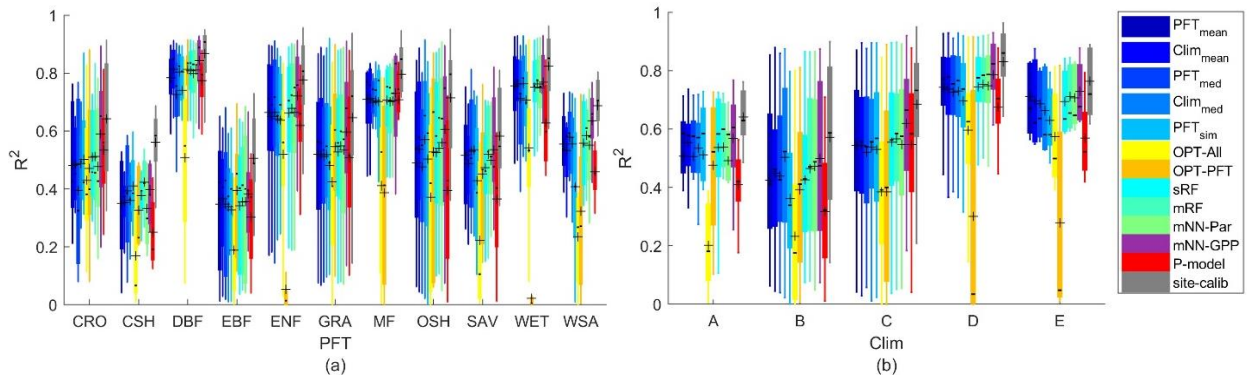 R2
1
0.8
0.6
0.4
0.2
0
CRO CSH DBF EBF ENF GRA MF OSH SAV WET WSA
PFT
(a)
R2
1
0.8
0.6
0.4
0.2
0
A B C D E
Clim
(b)
PFTmean
Climmean
PFTmed
Climmed
PFTsim
OPT-All
OPT-PFT
sRF
mRF
mNN-Par
mNN-GPP
P-model
site-calib